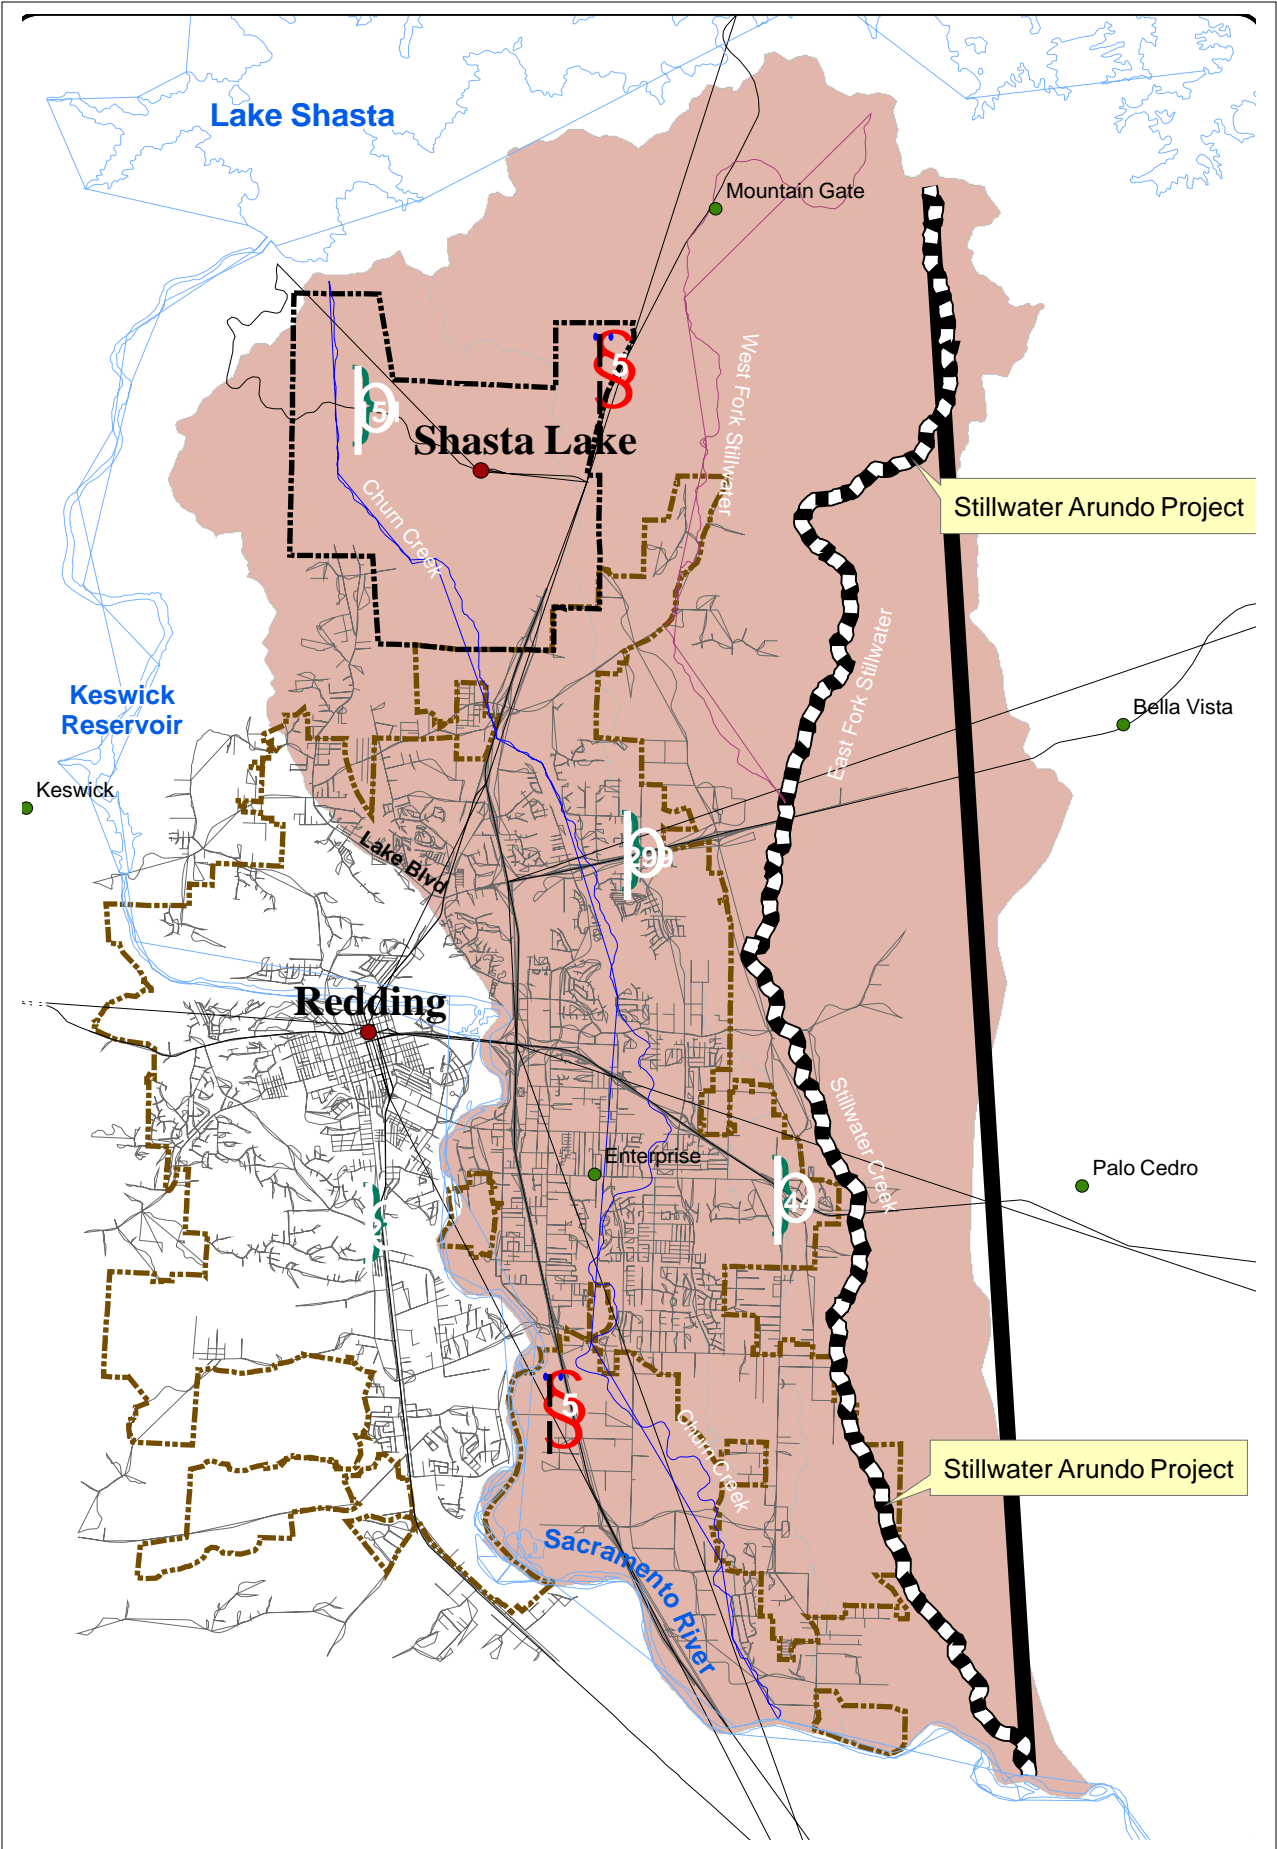 Lake Shasta
Mountain Gate
5
West Fork Stillwater
Shasta Lake
Stillwater Arundo Project
Churn Creek
East Fork Stillwater
Keswick
Reservoir
Bella Vista
Keswick
Lake Blvd
299
Redding
Stillwater Creek
Enterprise
Palo Cedro
44
5
Churn Creek
Stillwater Arundo Project
Sacramento River